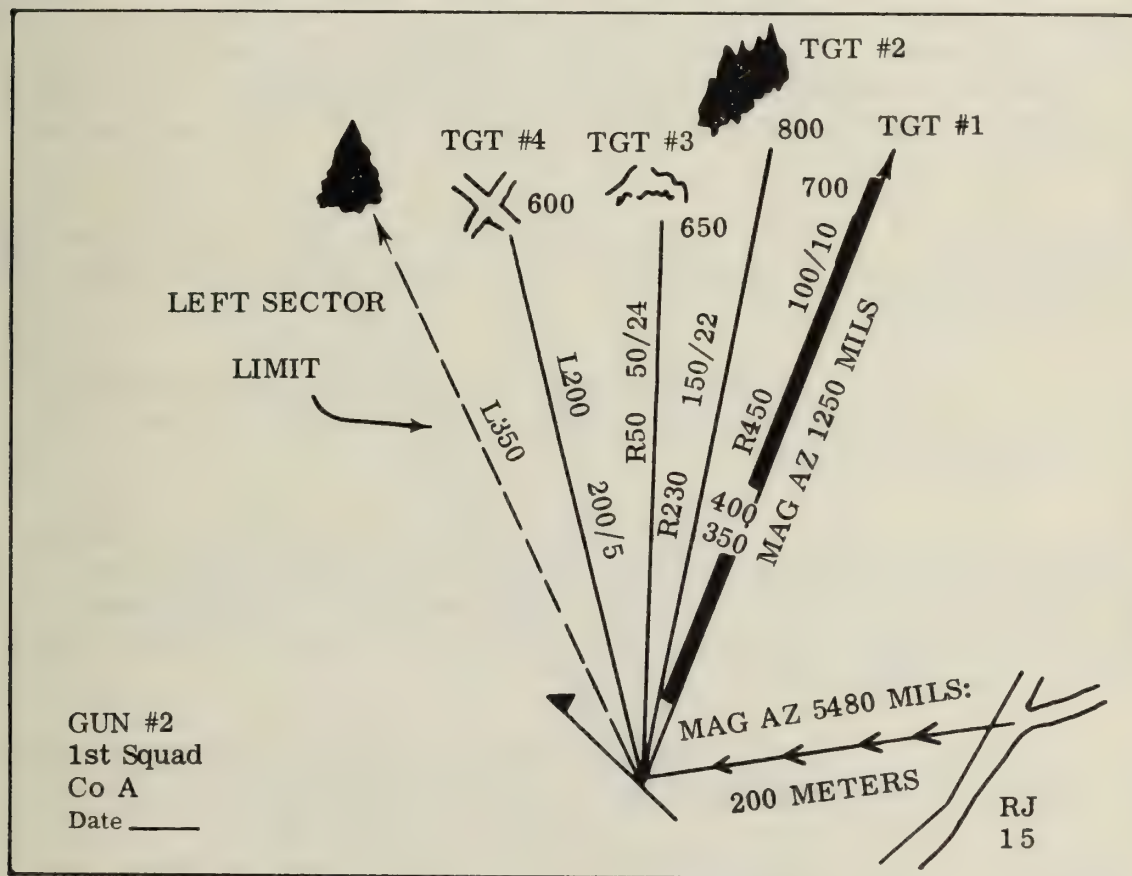 TGT #2
TGT #4
TGT #3
800
TGT #1
600
700
650
100/10
LEFT SECTOR
LIMIT
L350
L200
200/5
R50 50/24
R230 150/22
R450
MAG AZ 1250 MILS
400
350
MAG AZ 5480 MILS:
200 METERS
RJ
15
GUN #2
1st Squad
Co A
Date